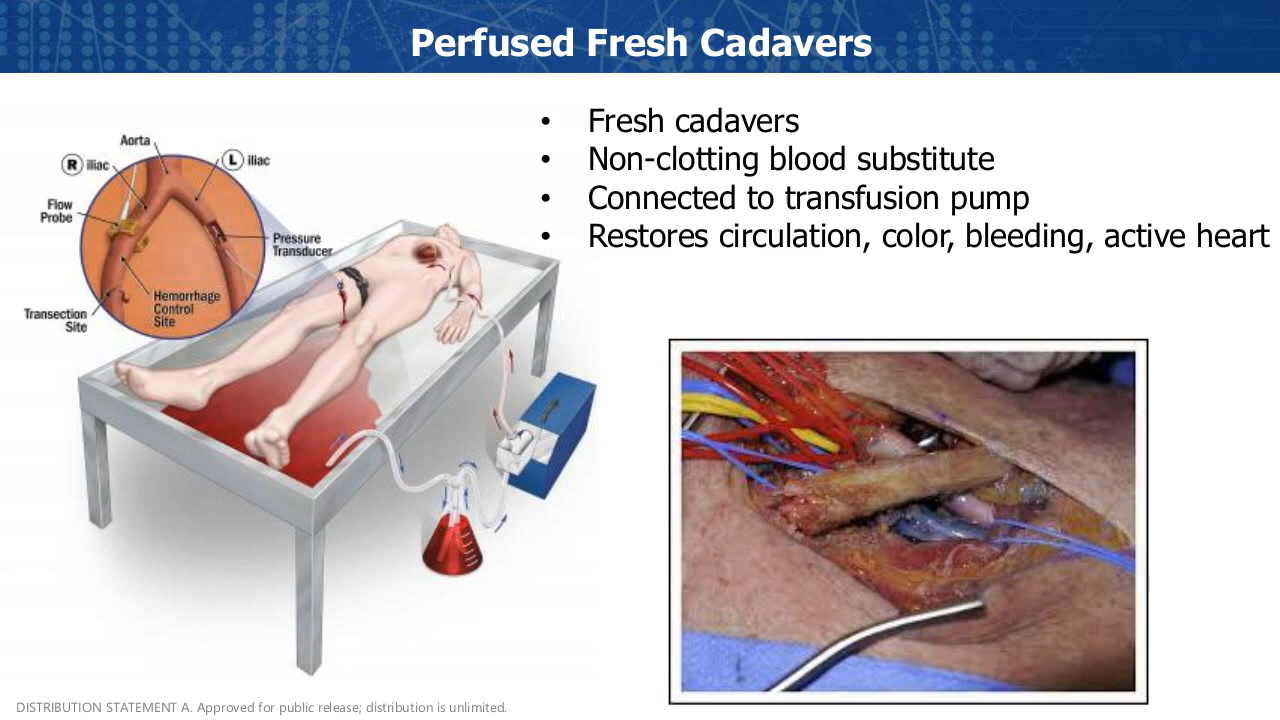 Perfused Fresh Cadavers
• Fresh cadavers
• Non-clotting blood substitute
• Connected to transfusion pump
• Restores circulation, color, bleeding, active heart
Aorta
R iliac
L iliac
Flow
Probe
Pressure
Transducer
Hemorrhage
Control
Site
Transection
Site
DISTRIBUTION STATEMENT A. Approved for public release; distribution is unlimited.